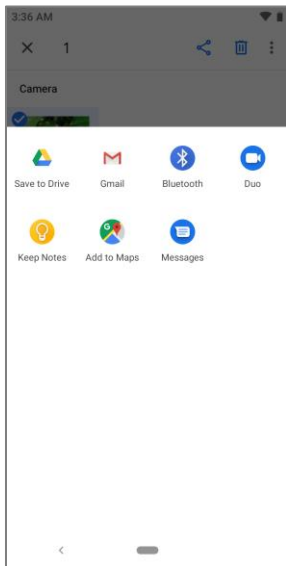 3:36 AM
1
Camera
Save to Drive Gmail Bluetooth Duo
Keep Notes Add to Maps Messages